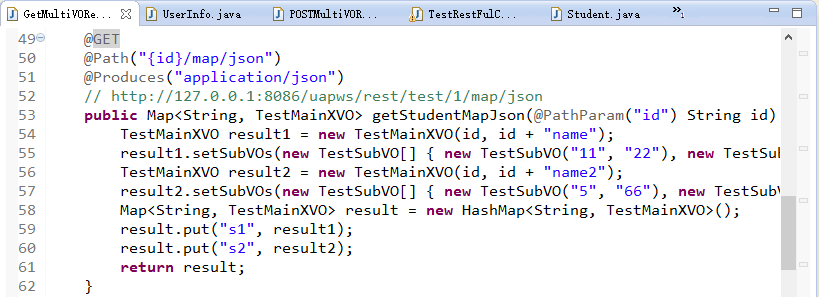 GetMultiVORe... UserInfo.java POSTMultiVOR... TestRestFulC... Student.java »1
49 @GET
50 @Path("{id}/map/json")
51 @Produces("application/json")
52 // http://127.0.0.1:8086/uapws/rest/test/1/map/json
53 public Map<String, TestMainXVO> getStudentMapJson(@PathParam("id") String id)
54 TestMainXVO result1 = new TestMainXVO(id, id + "name");
55 result1.setSubVOs(new TestSubVO[] { new TestSubVO("11", "22"), new TestSub
56 TestMainXVO result2 = new TestMainXVO(id, id + "name2");
57 result2.setSubVOs(new TestSubVO[] { new TestSubVO("5", "66"), new TestSubV
58 Map<String, TestMainXVO> result = new HashMap<String, TestMainXVO>();
59 result.put("s1", result1);
60 result.put("s2", result2);
61 return result;
62 }